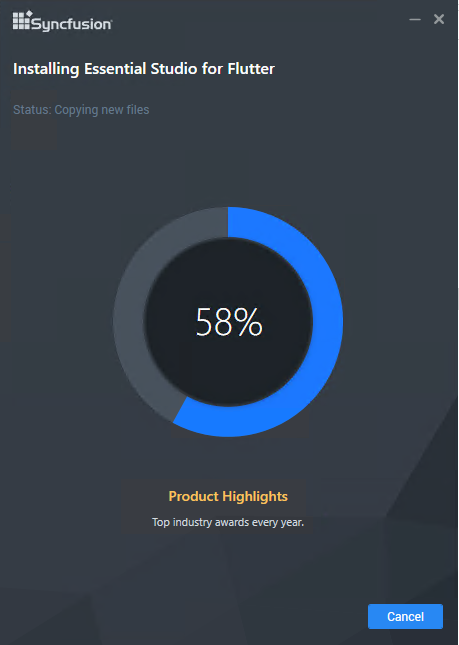 Syncfusion
Installing Essential Studio for Flutter
Status: Copying new files
58%
Product Highlights
Top industry awards every year.
Cancel